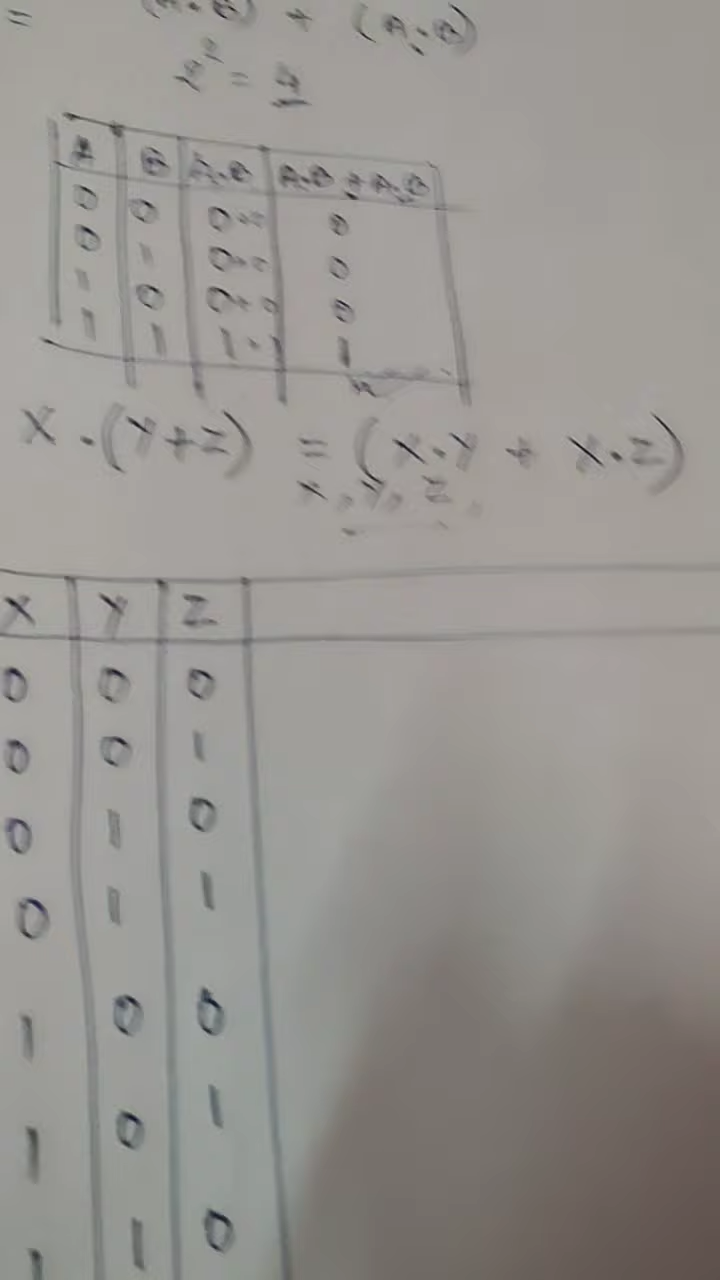 = (A.B) + (A.B)
2² = 4
A B A.B A.B + A.B
0 0 0 0
0 1 0 0
1 0 0+0 0
1 1 1 1
X . (Y+Z) = (X.Y + X.Z)
X, Y, Z
X Y Z
0 0 0
0 0 1
0 1 0
0 1 1
1 0 0
1 0 1
1 1 0